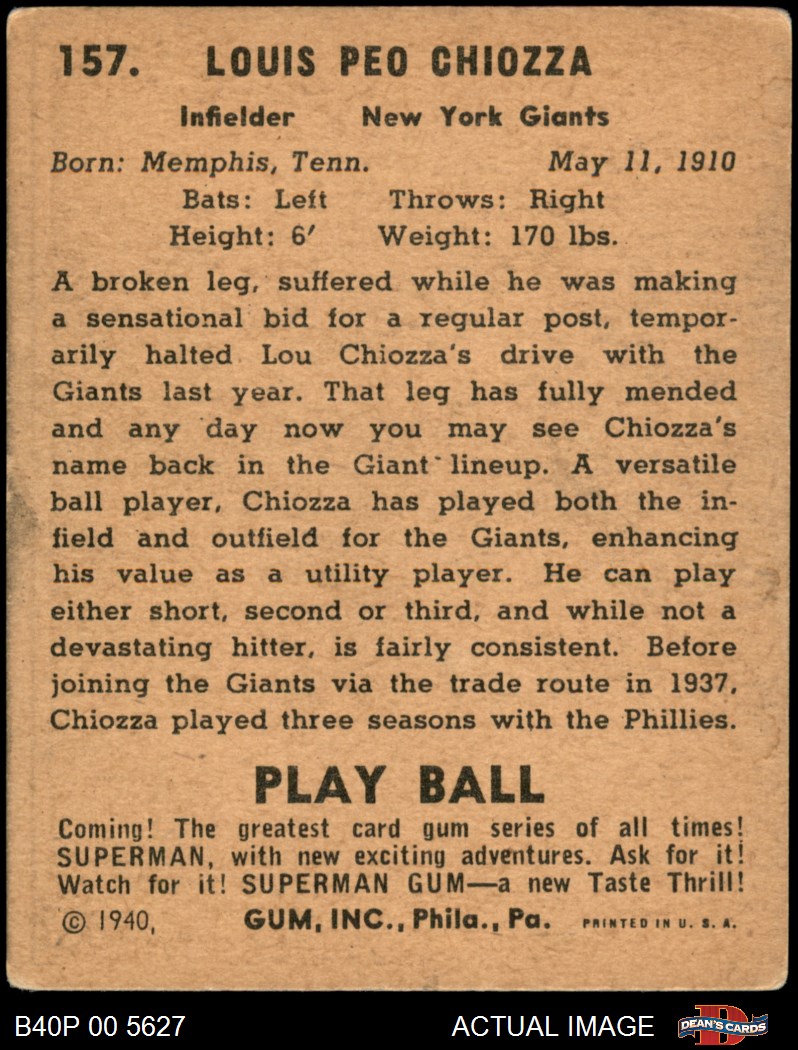 157. LOUIS PEO CHIOZZA
Infielder New York Giants
Born: Memphis, Tenn. May 11, 1910
Bats: Left Throws: Right
Height: 6′ Weight: 170 lbs.
A broken leg, suffered while he was making
a sensational bid for a regular post, tempor-
arily halted Lou Chiozza's drive with the
Giants last year. That leg has fully mended
and any day now you may see Chiozza's
name back in the Giant lineup. A versatile
ball player, Chiozza has played both the in-
field and outfield for the Giants, enhancing
his value as a utility player. He can play
either short, second or third, and while not a
devastating hitter, is fairly consistent. Before
joining the Giants via the trade route in 1937,
Chiozza played three seasons with the Phillies.
PLAY BALL
Coming! The greatest card gum series of all times!
SUPERMAN, with new exciting adventures. Ask for it!
Watch for it! SUPERMAN GUM—a new Taste Thrill!
© 1940, GUM, INC., Phila., Pa. PRINTED IN U. S. A.
B40P 00 5627 ACTUAL IMAGE D DEAN'S CARDS